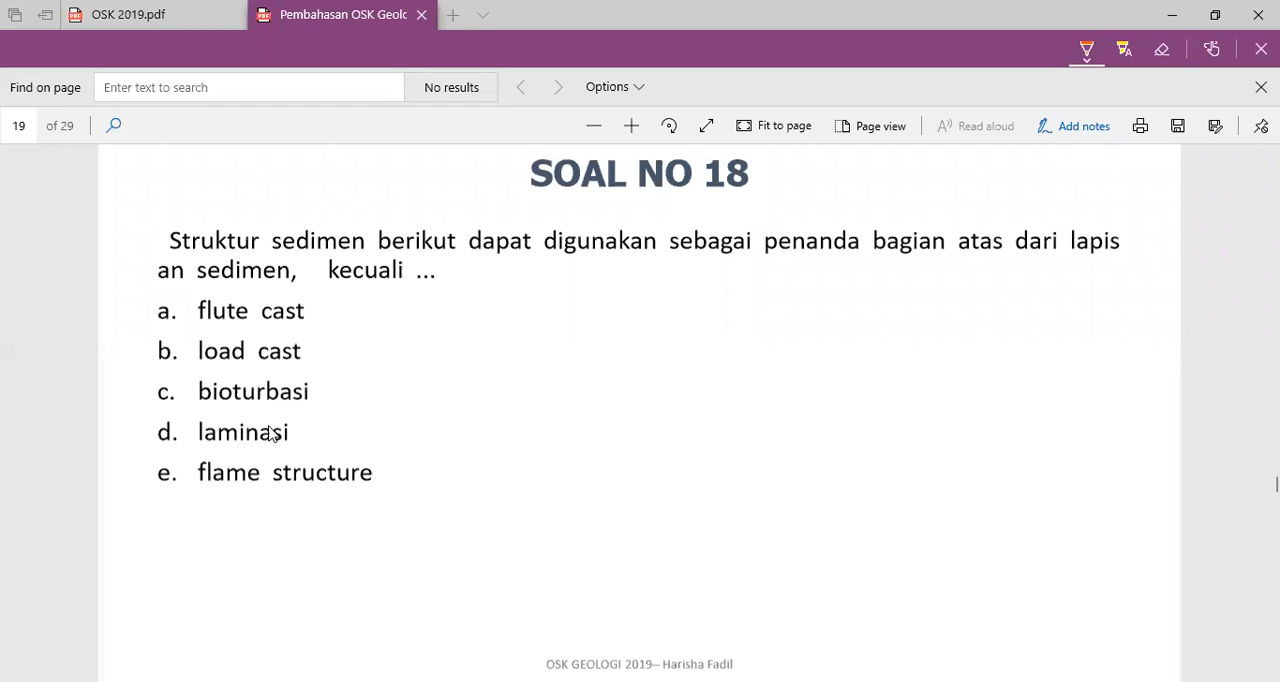 OSK 2019.pdf
Pembahasan OSK Geolo
Find on page
Enter text to search
No results
Options
19 of 29
Fit to page
Page view
Read aloud
Add notes
SOAL NO 18
Struktur sedimen berikut dapat digunakan sebagai penanda bagian atas dari lapis
an sedimen, kecuali ...
a. flute cast
b. load cast
c. bioturbasi
d. laminasi
e. flame structure
OSK GEOLOGI 2019– Harisha Fadil